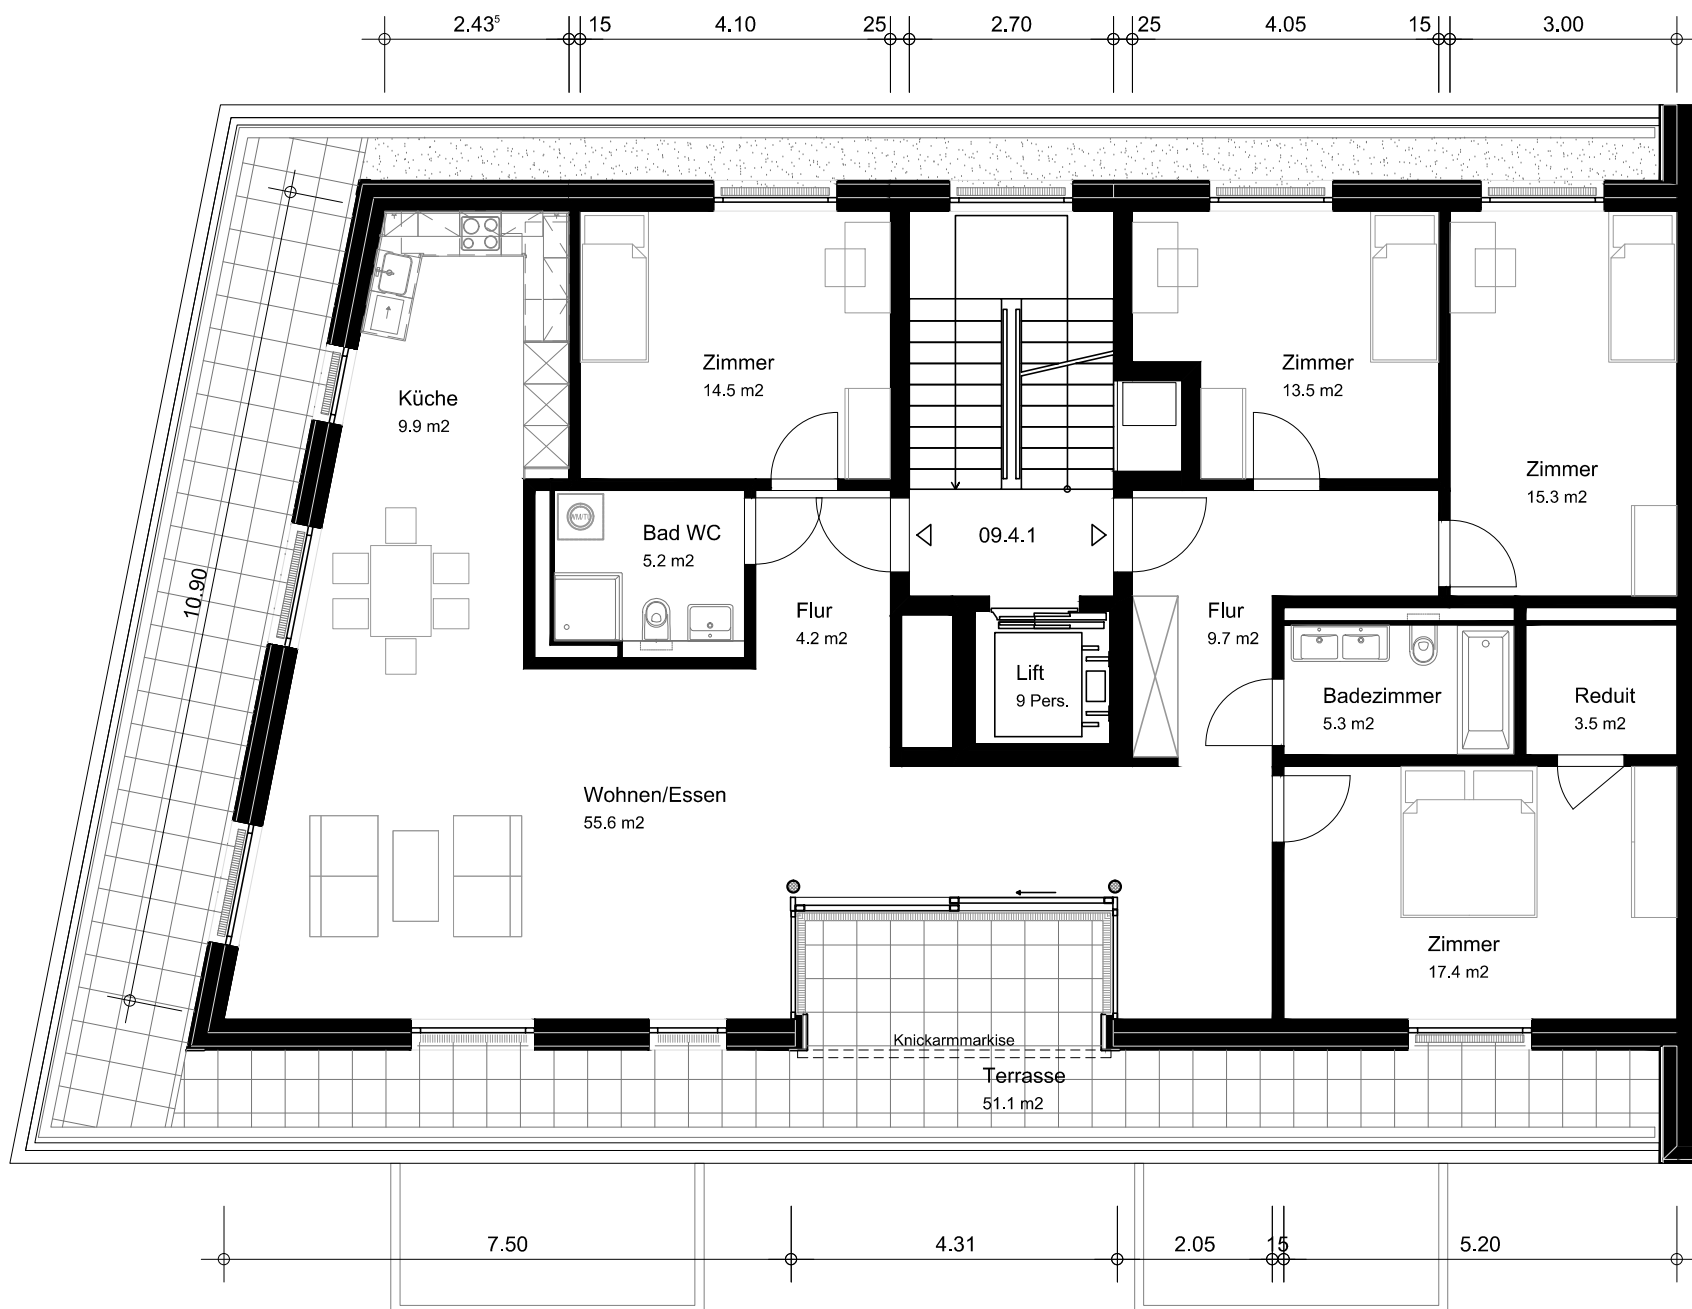 2.43⁵ 15 4.10 25 2.70 25 4.05 15 3.00
Zimmer
14.5 m2
Zimmer
13.5 m2
Küche
9.9 m2
Zimmer
15.3 m2
Bad WC
5.2 m2
09.4.1
10.90
Flur
4.2 m2
Flur
9.7 m2
Lift
9 Pers.
Badezimmer
5.3 m2
Reduit
3.5 m2
Wohnen/Essen
55.6 m2
Zimmer
17.4 m2
Knickarmmarkise
Terrasse
51.1 m2
7.50 4.31 2.05 15 5.20